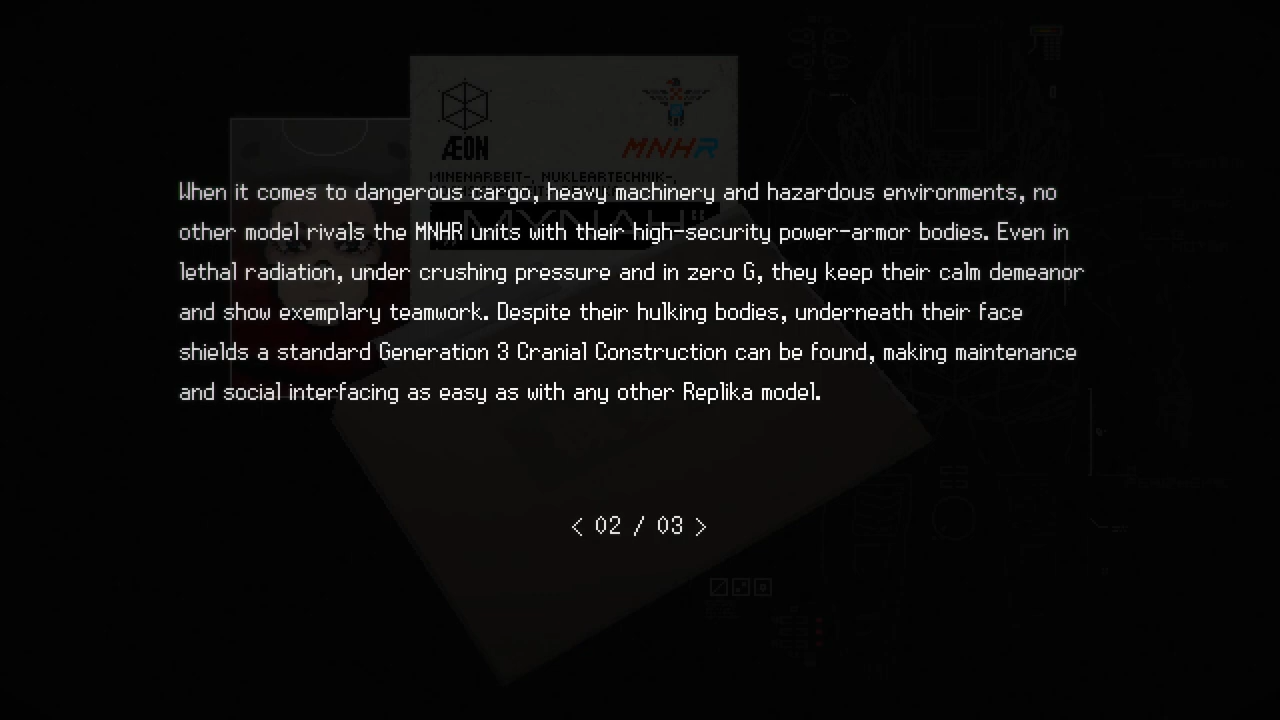 ÆON
MNHR
MINENARBEIT-, NUKLEARTECHNIK-,
„MYNAH“
When it comes to dangerous cargo, heavy machinery and hazardous environments, no
other model rivals the MNHR units with their high-security power-armor bodies. Even in
lethal radiation, under crushing pressure and in zero G, they keep their calm demeanor
and show exemplary teamwork. Despite their hulking bodies, underneath their face
shields a standard Generation 3 Cranial Construction can be found, making maintenance
and social interfacing as easy as with any other Replika model.
< 02 / 03 >